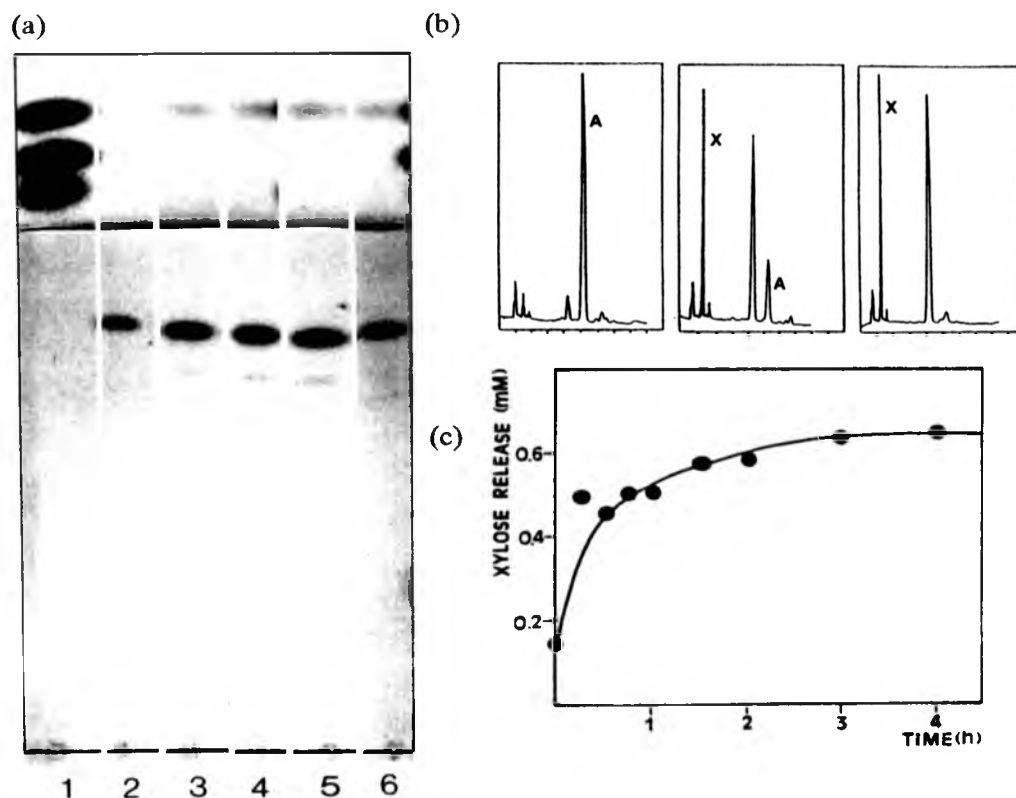 (a)
1 2 3 4 5 6
(b)
A
X
A
X
(c)
XYLOSE RELEASE (mM)
0.6
0.4
0.2
1 2 3 4
TIME (h)